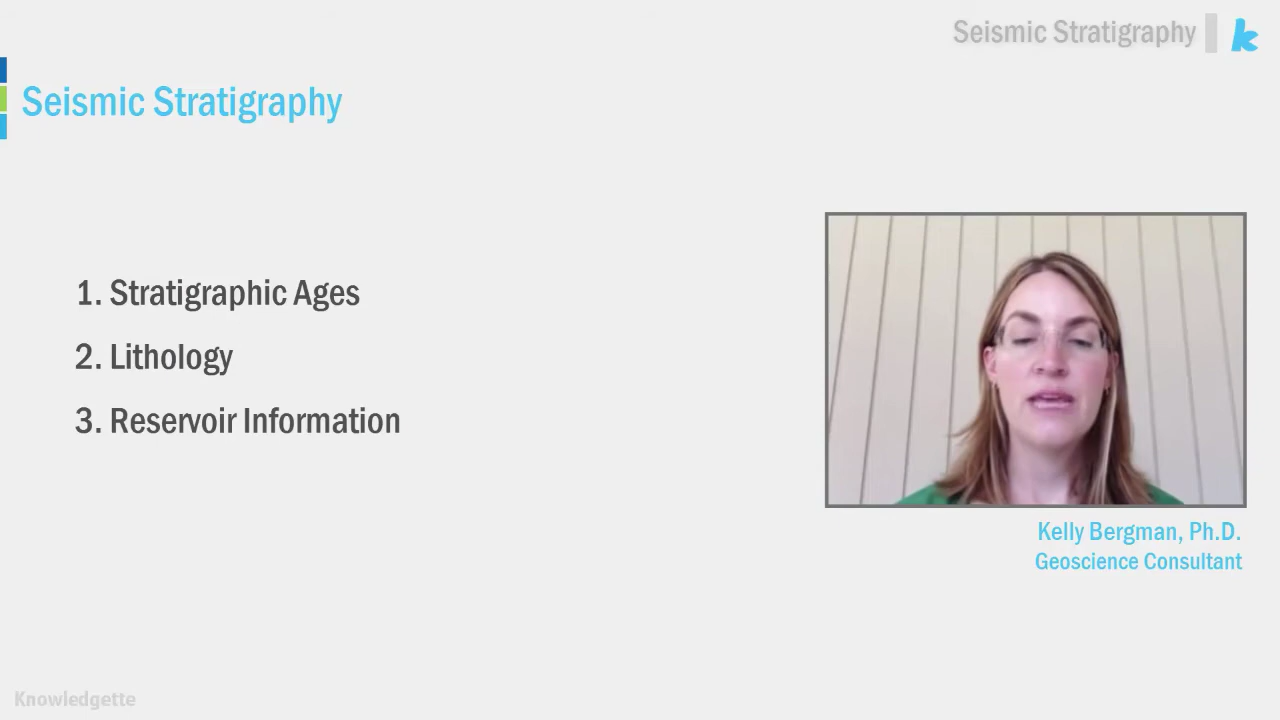 Seismic Stratigraphy
Seismic Stratigraphy
1. Stratigraphic Ages
2. Lithology
3. Reservoir Information
Kelly Bergman, Ph.D.
Geoscience Consultant
Knowledgette